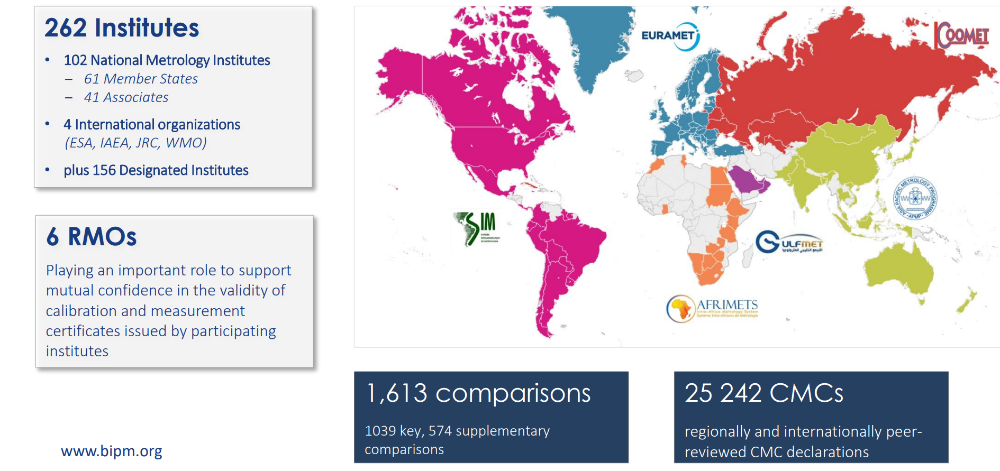 262 Institutes
• 102 National Metrology Institutes
– 61 Member States
– 41 Associates
• 4 International organizations
(ESA, IAEA, JRC, WMO)
• plus 156 Designated Institutes
6 RMOs
Playing an important role to support
mutual confidence in the validity of
calibration and measurement
certificates issued by participating
institutes
www.bipm.org
EURAMET
COOMET
SIM
SISTEMA
INTERAMERICANO
DE METROLOGÍA
ASIA PACIFIC METROLOGY PROGRAMME
•APMP•
GULFMET
التجمع الخليجي للمترولوجيا
AFRIMETS
Intra-Africa Metrology System
Système Intra-Africain de Métrologie
1,613 comparisons
1039 key, 574 supplementary
comparisons
25 242 CMCs
regionally and internationally peer-
reviewed CMC declarations